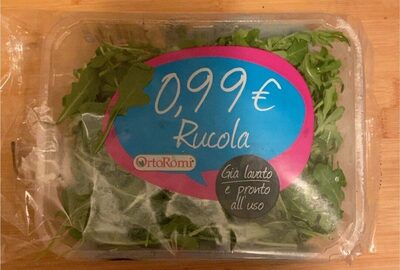 0,99 €
Rucola
OrtoRomi
Già lavato
e pronto
all'uso